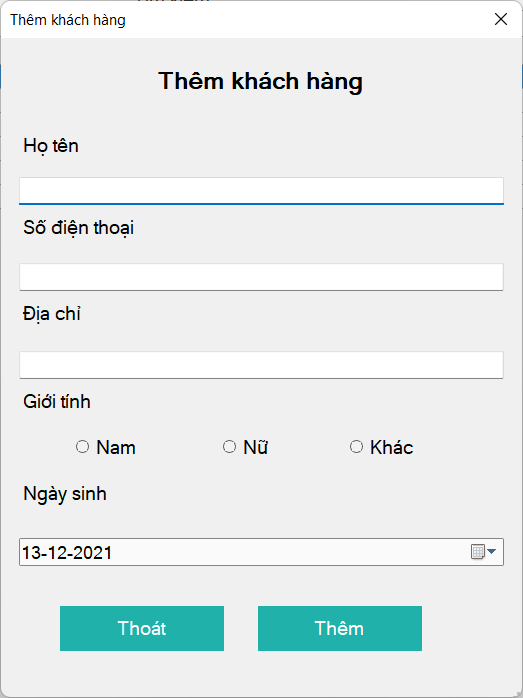 Thêm khách hàng
Thêm khách hàng
Họ tên
Số điện thoại
Địa chỉ
Giới tính
Nam Nữ Khác
Ngày sinh
13-12-2021
Thoát Thêm